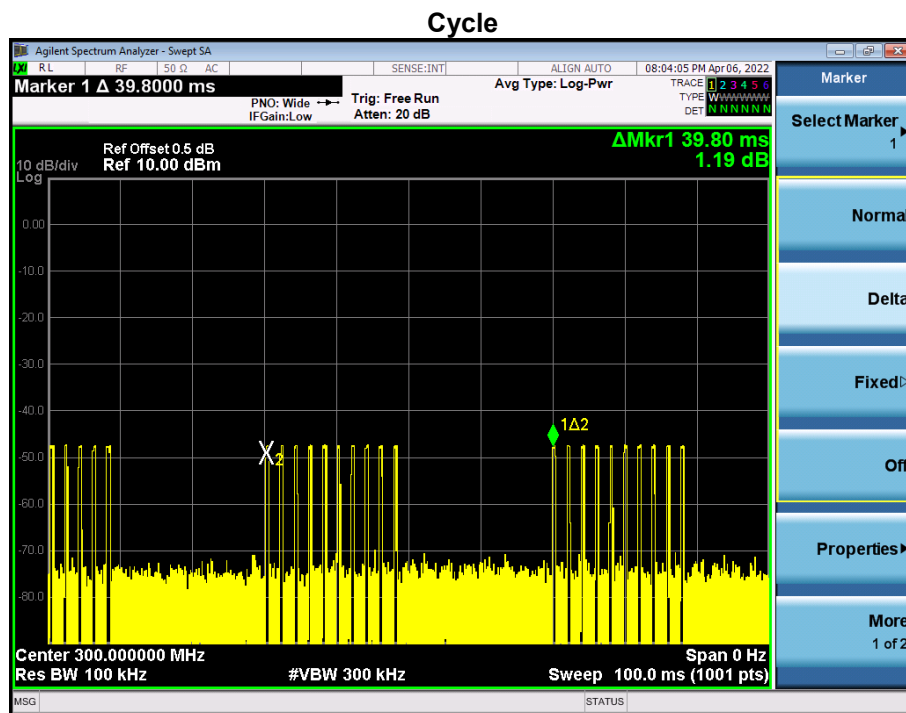 Cycle
Agilent Spectrum Analyzer - Swept SA
LXI RL RF 50 Ω AC SENSE:INT ALIGN AUTO 08:04:05 PM Apr 06, 2022
Marker 1 Δ 39.8000 ms
PNO: Wide
IFGain:Low
Trig: Free Run
Atten: 20 dB
Avg Type: Log-Pwr
TRACE 1 2 3 4 5 6
TYPE WWWWWW
DET N N N N N N
ΔMkr1 39.80 ms
1.19 dB
Ref Offset 0.5 dB
10 dB/div Ref 10.00 dBm
Log
0.00
-10.0
-20.0
-30.0
-40.0
-50.0
-60.0
-70.0
-80.0
1Δ2
X2
Center 300.000000 MHz Span 0 Hz
Res BW 100 kHz #VBW 300 kHz Sweep 100.0 ms (1001 pts)
MSG STATUS
Marker
Select Marker
1
Norma
Delta
Fixed
Off
Properties
More
1 of 2